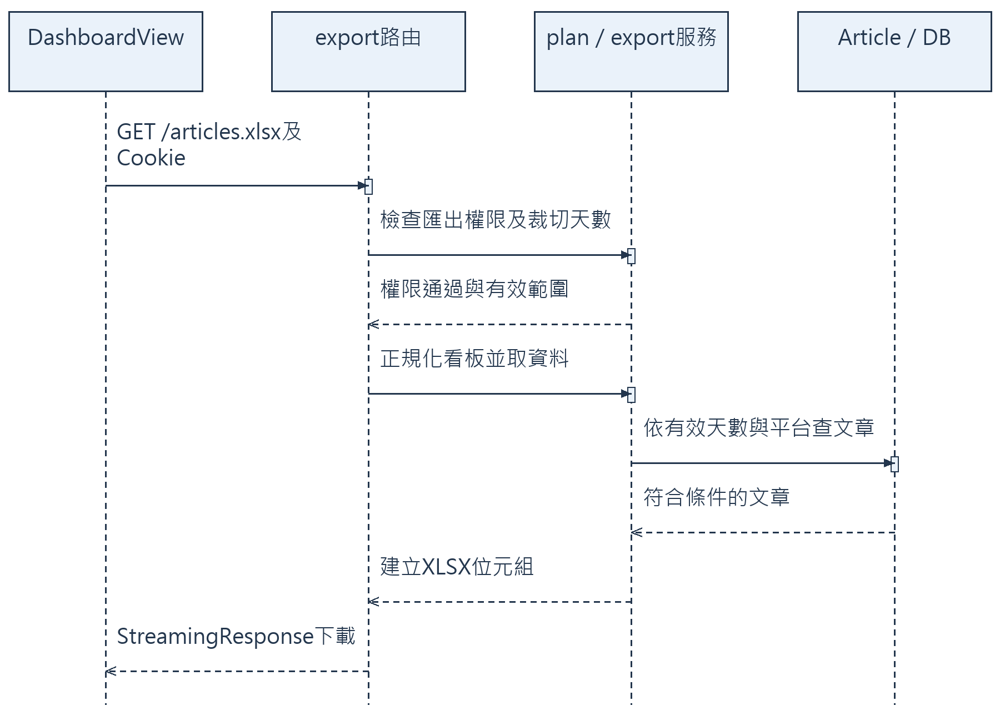 DashboardView
export路由
plan / export服務
Article / DB
GET /articles.xlsx及
Cookie
檢查匯出權限及裁切天數
權限通過與有效範圍
正規化看板並取資料
依有效天數與平台查文章
符合條件的文章
建立XLSX位元組
StreamingResponse下載